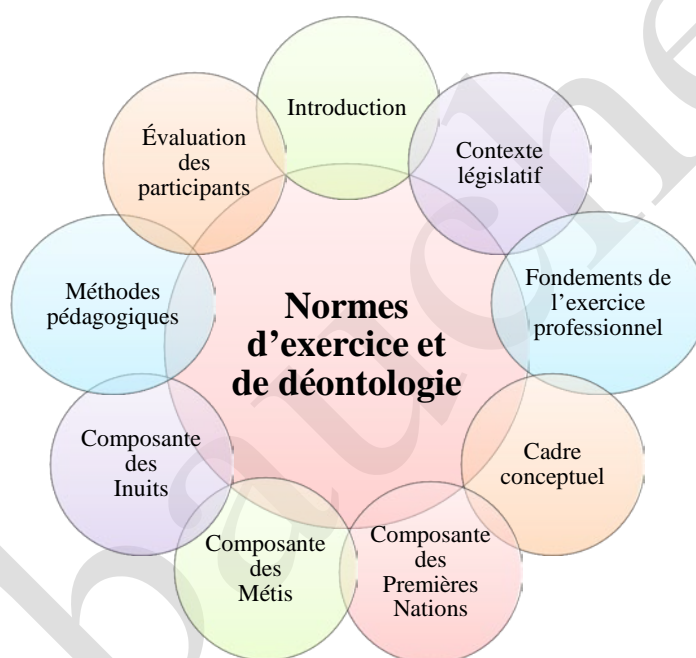 Introduction
Contexte
législatif
Fondements de
l'exercice
professionnel
Cadre
conceptuel
Composante
des
Premières
Nations
Composante
des
Métis
Composante
des
Inuits
Méthodes
pédagogiques
Évaluation
des
participants
Normes
d'exercice et
de déontologie